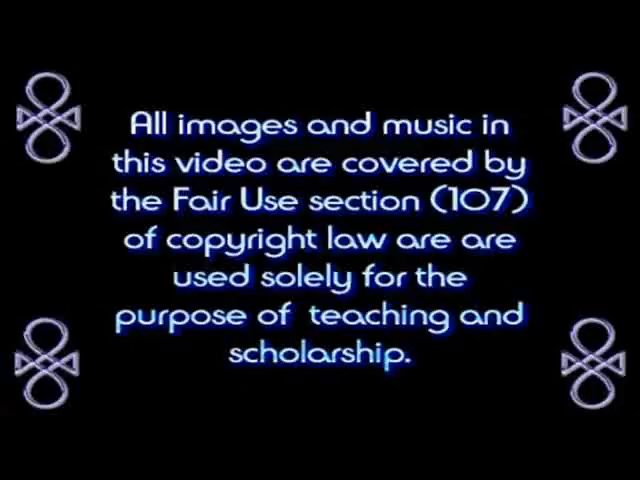 All images and music in
this video are covered by
the Fair Use section (107)
of copyright law are are
used solely for the
purpose of teaching and
scholarship.